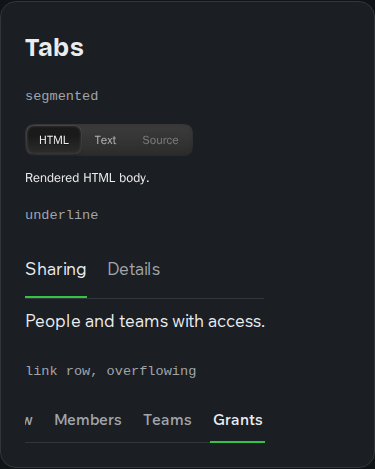 Tabs
segmented
HTML Text Source
Rendered HTML body.
underline
Sharing Details
People and teams with access.
link row, overflowing
Members Teams Grants